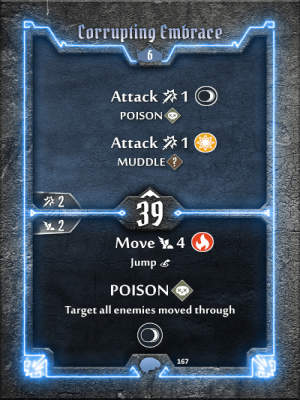 Corrupting Embrace
6
Attack 1
POISON
Attack 1
MUDDLE ?
2
39
2
Move 4
Jump
POISON
Target all enemies moved through
167